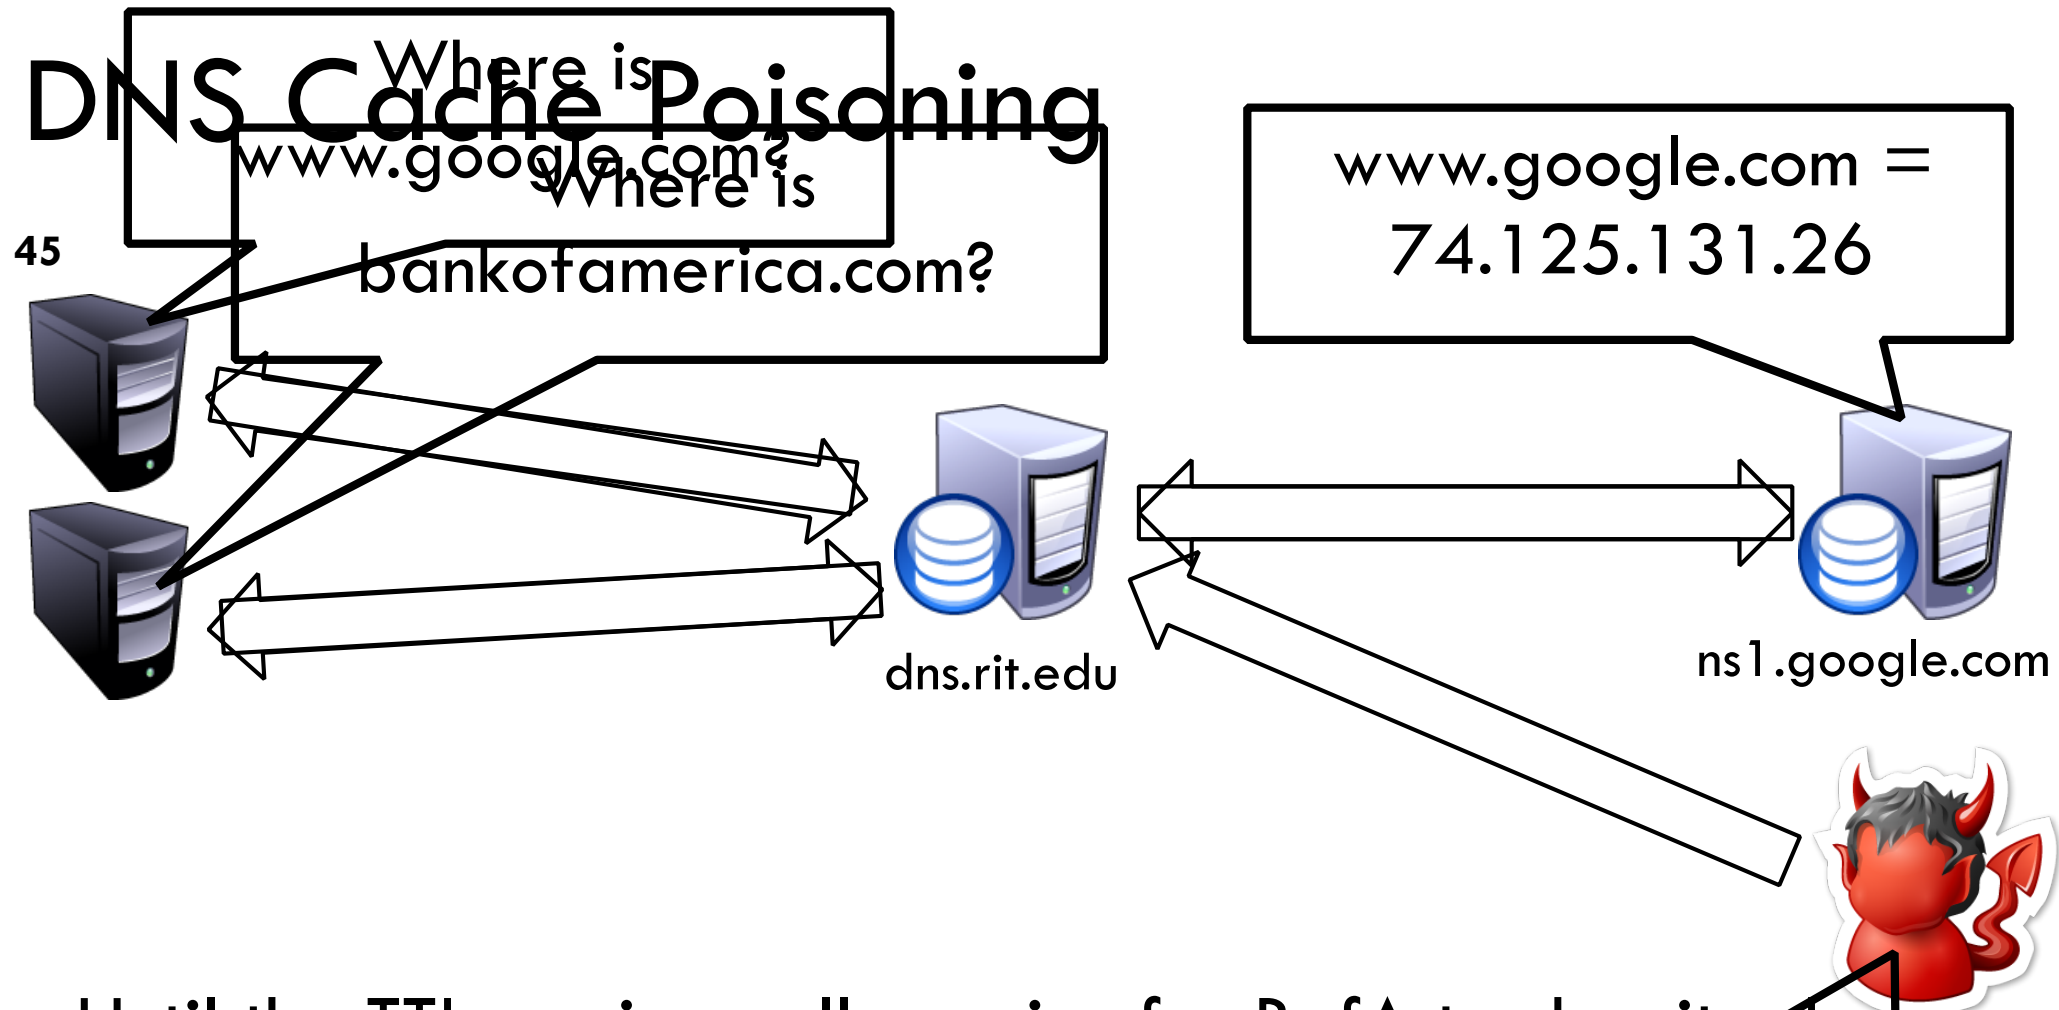 DNS Cache Poisoning
Where is
www.google.com?
Where is
bankofamerica.com?
www.google.com =
74.125.131.26
45
dns.rit.edu
ns1.google.com